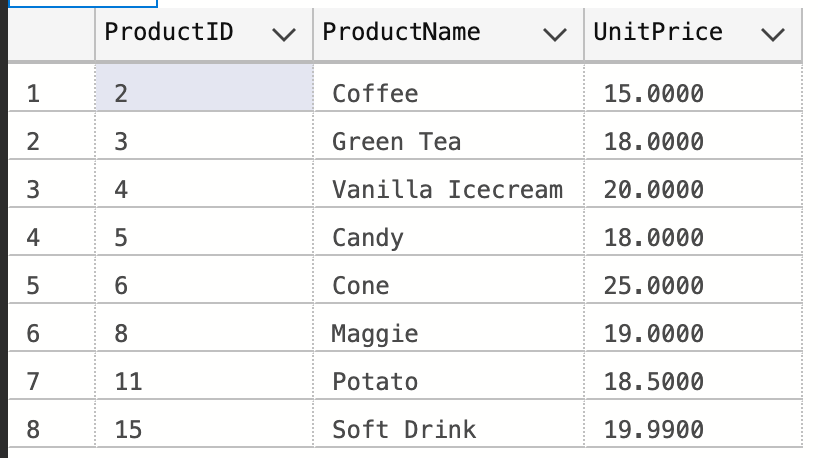 ProductID ProductName UnitPrice
1 2 Coffee 15.0000
2 3 Green Tea 18.0000
3 4 Vanilla Icecream 20.0000
4 5 Candy 18.0000
5 6 Cone 25.0000
6 8 Maggie 19.0000
7 11 Potato 18.5000
8 15 Soft Drink 19.9900